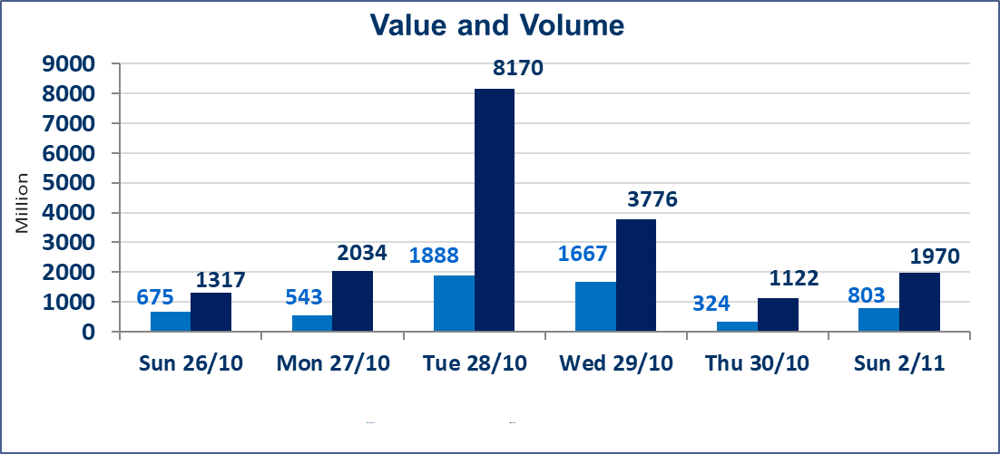 Value and Volume
9000
8000
7000
6000
5000
4000
3000
2000
1000
0
Million
675
1317
543
2034
1888
8170
1667
3776
324
1122
803
1970
Sun 26/10
Mon 27/10
Tue 28/10
Wed 29/10
Thu 30/10
Sun 2/11